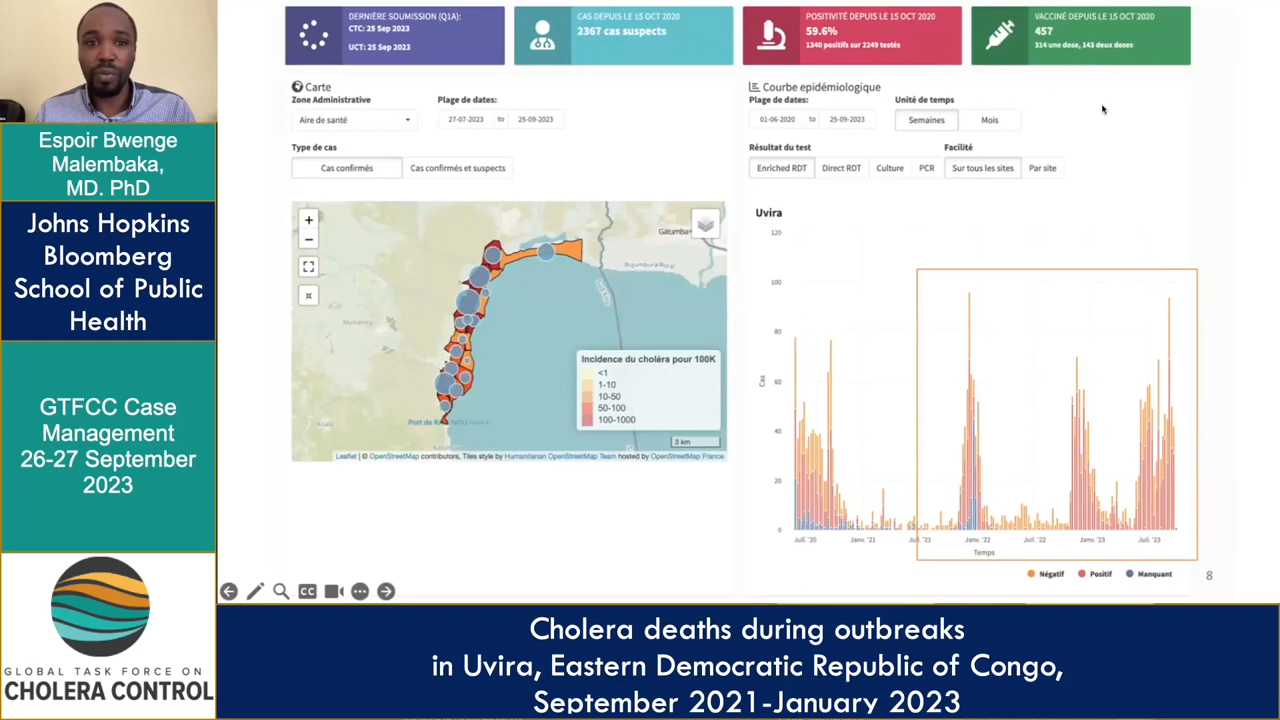 DERNIÈRE SOUMISSION (Q1A):
CTC: 25 Sep 2023
UCT: 25 Sep 2023
CAS DEPUIS LE 15 OCT 2020
2367 cas suspects
POSITIVITÉ DEPUIS LE 15 OCT 2020
59.6%
1340 positifs sur 2249 testés
VACCINÉ DEPUIS LE 15 OCT 2020
457
314 une dose, 143 deux doses
Espoir Bwenge
Malembaka,
MD. PhD
Johns Hopkins
Bloomberg
School of Public
Health
GTFCC Case
Management
26-27 September
2023
GLOBAL TASK FORCE ON
CHOLERA CONTROL
Carte
Zone Administrative
Plage de dates:
Aire de santé
27-07-2023 to 25-09-2023
Type de cas
Cas confirmés
Cas confirmés et suspects
+
−
Gatumba
Port de
Incidence du choléra pour 100K
<1
1-10
10-50
50-100
100-1000
3 km
Leaflet | © OpenStreetMap contributors, Tiles style by Humanitarian OpenStreetMap Team hosted by OpenStreetMap France
Courbe epidémiologique
Plage de dates:
Unité de temps
01-06-2020 to 25-09-2023
Semaines
Mois
Résultat du test
Facilité
Enriched RDT
Direct RDT
Culture
PCR
Sur tous les sites
Par site
Uvira
120
100
80
60
40
20
0
Cas
Juil. '20
Janv. '21
Juil. '21
Janv. '22
Juil. '22
Janv. '23
Juil. '23
Temps
Négatif
Positif
Manquant
8
CC
Cholera deaths during outbreaks
in Uvira, Eastern Democratic Republic of Congo,
September 2021-January 2023